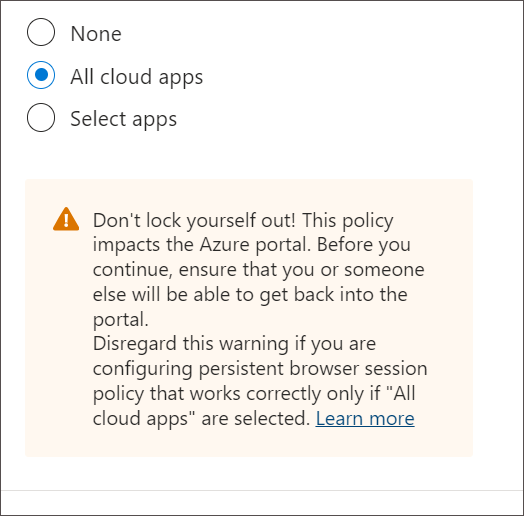 None
All cloud apps
Select apps
Don't lock yourself out! This policy
impacts the Azure portal. Before you
continue, ensure that you or someone
else will be able to get back into the
portal.
Disregard this warning if you are
configuring persistent browser session
policy that works correctly only if "All
cloud apps" are selected. Learn more